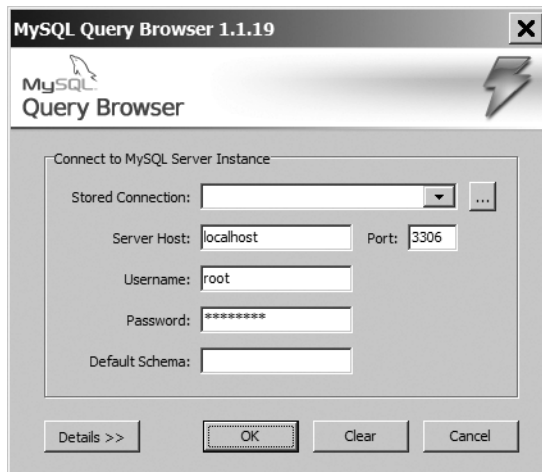 MySQL Query Browser 1.1.19
MySQL
Query Browser
Connect to MySQL Server Instance
Stored Connection: ...
Server Host: localhost Port: 3306
Username: root
Password: ********
Default Schema:
Details >> OK Clear Cancel